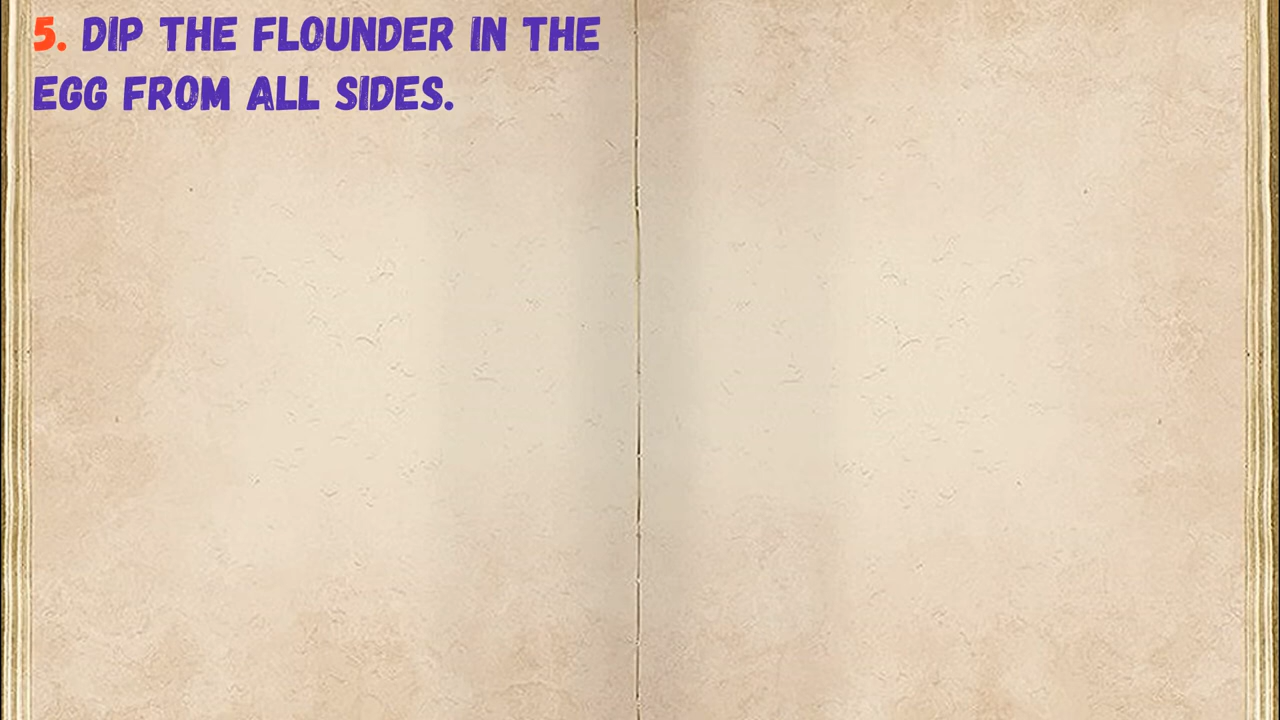 5. DIP THE FLOUNDER IN THE
EGG FROM ALL SIDES.